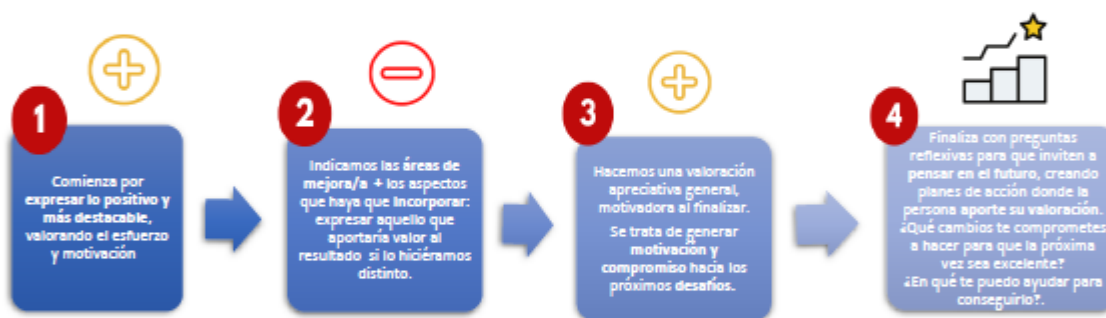 1
Comienza por
expresar lo positivo y
más destacable,
valorando el esfuerzo
y motivación
2
Indicamos las áreas de
mejora/a + los aspectos
que haya que incorporar:
expresar aquello que
aportaría valor al
resultado si lo hiciéramos
distinto.
3
Hacemos una valoración
apreciativa general,
motivadora al finalizar.
Se trata de generar
motivación y
compromiso hacia los
próximos desafíos.
4
Finaliza con preguntas
reflexivas para que inviten a
pensar en el futuro, creando
planes de acción donde la
persona aporte su valoración.
¿Qué cambios te comprometes
a hacer para que la próxima
vez sea excelente?
¿En qué te puedo ayudar para
conseguirlo?.